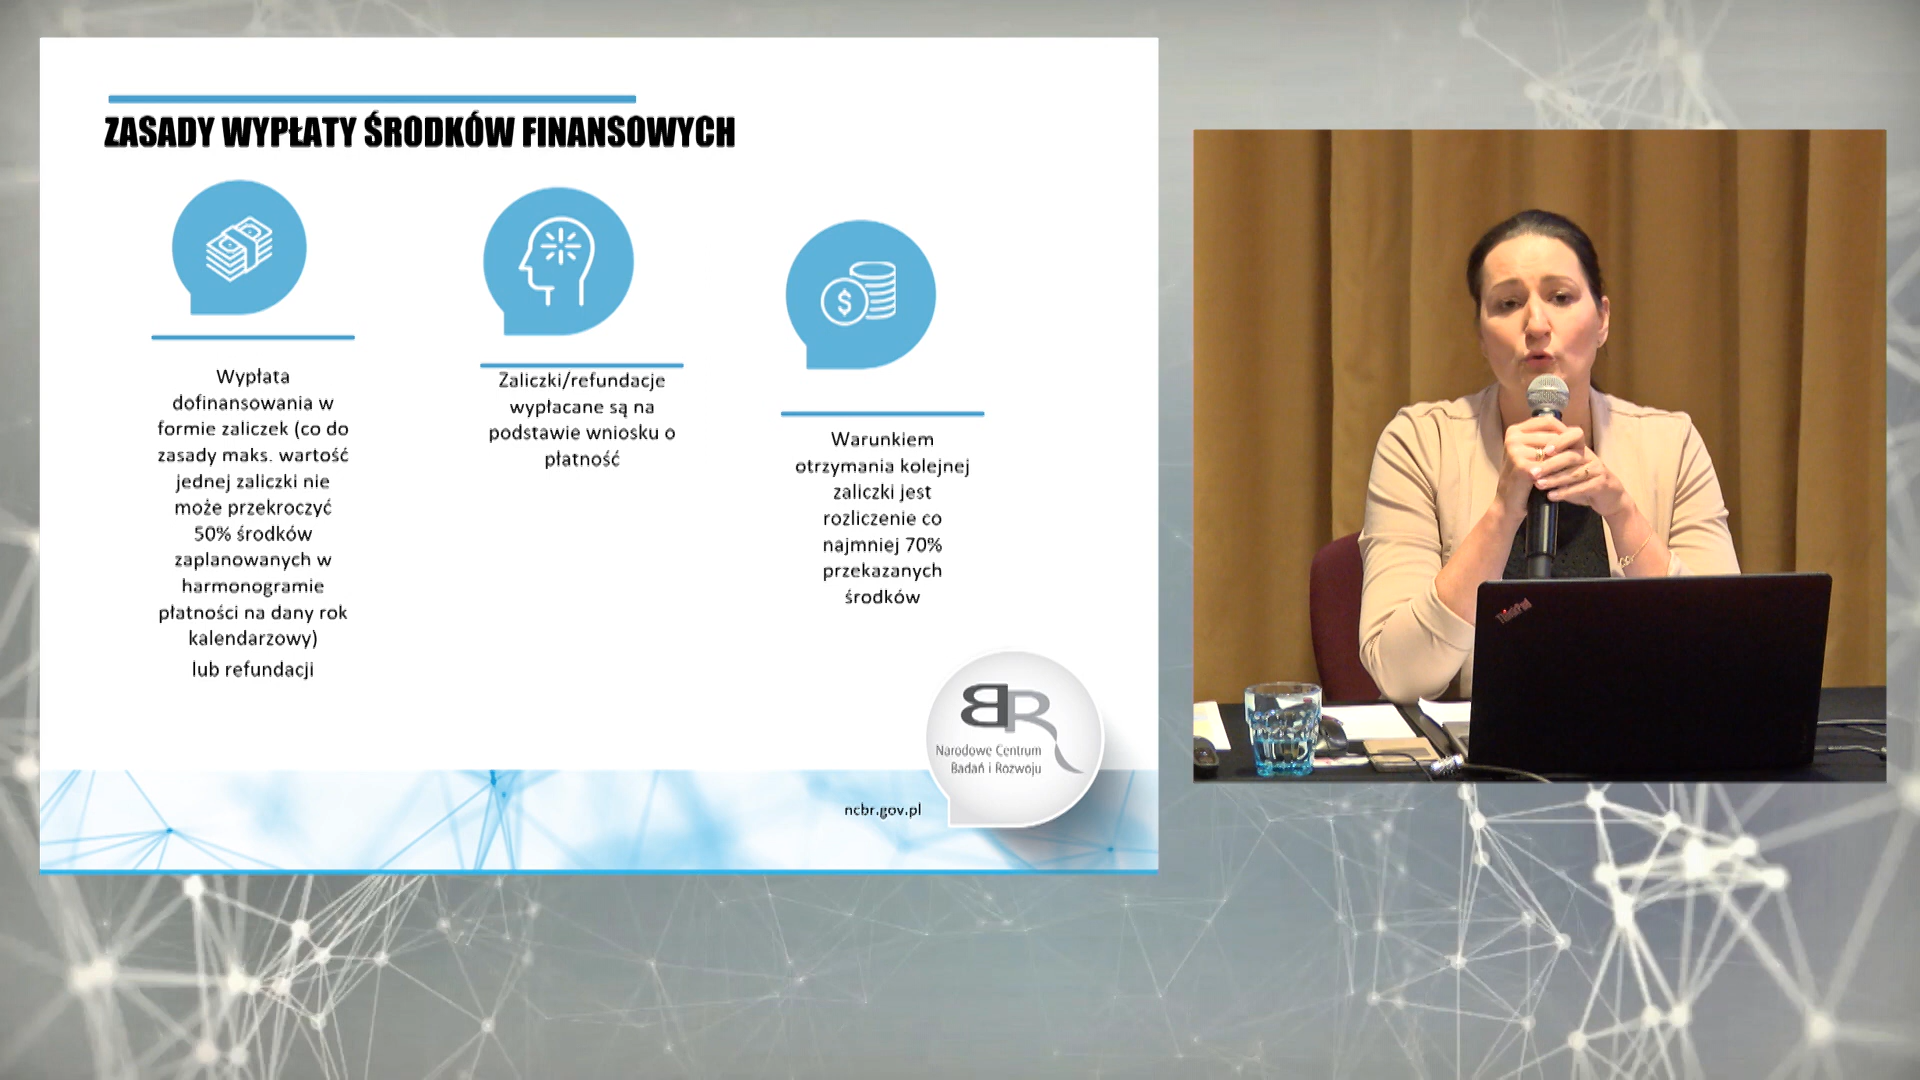 ZASADY WYPŁATY ŚRODKÓW FINANSOWYCH
Wypłata
dofinansowania w
formie zaliczek (co do
zasady maks. wartość
jednej zaliczki nie
może przekroczyć
50% środków
zaplanowanych w
harmonogramie
płatności na dany rok
kalendarzowy)
lub refundacji
Zaliczki/refundacje
wypłacane są na
podstawie wniosku o
płatność
$
Warunkiem
otrzymania kolejnej
zaliczki jest
rozliczenie co
najmniej 70%
przekazanych
środków
BR
Narodowe Centrum
Badań i Rozwoju
ncbr.gov.pl
ThinkPad